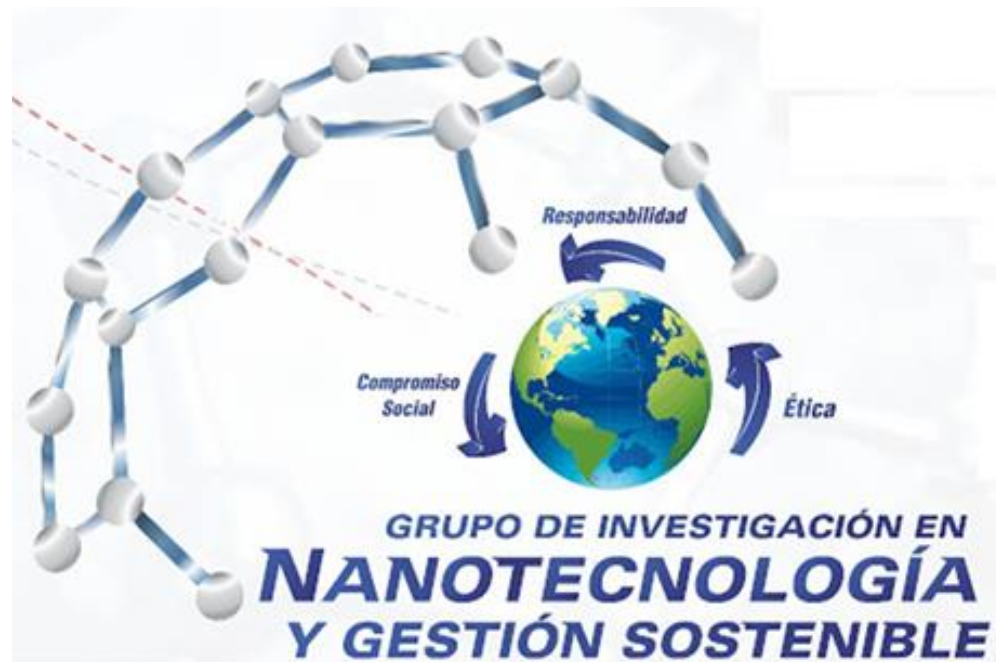 Responsabilidad
Compromiso
Social
Ética
GRUPO DE INVESTIGACIÓN EN
NANOTECNOLOGÍA
Y GESTIÓN SOSTENIBLE